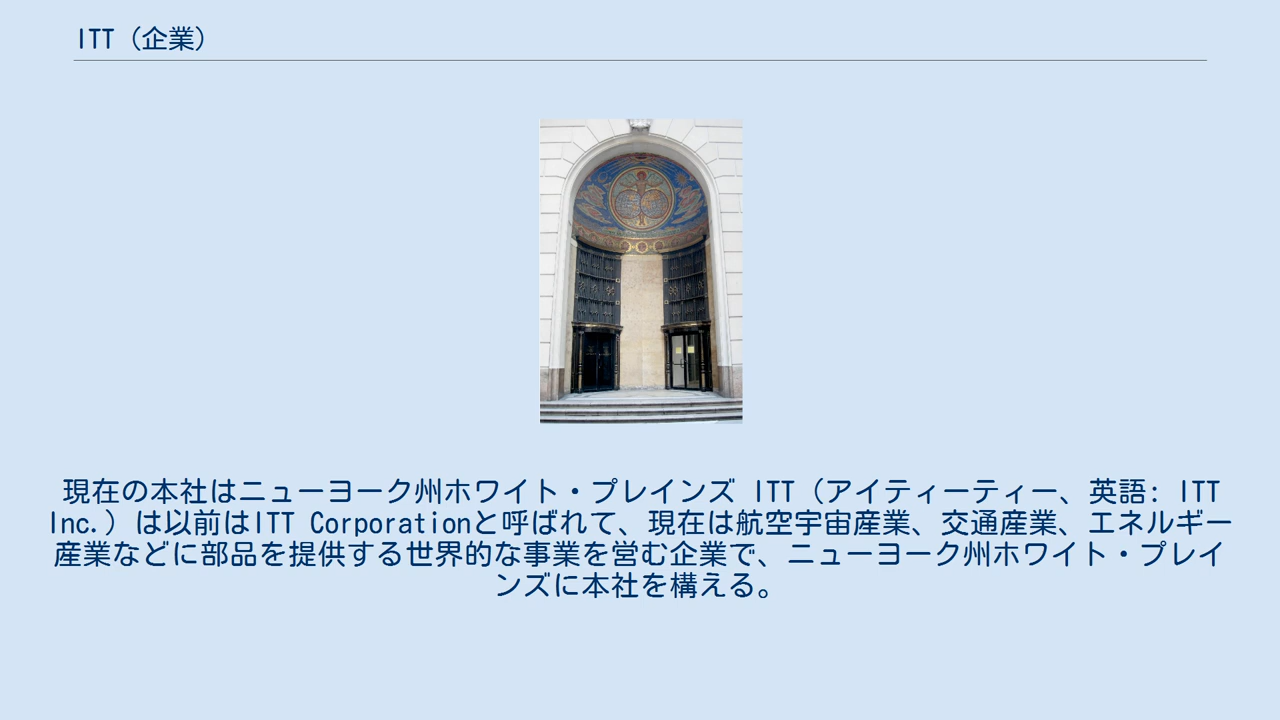 ITT（企業）
現在の本社はニューヨーク州ホワイト・プレインズ ITT（アイティーティー、英語: ITT
Inc.）は以前はITT Corporationと呼ばれて、現在は航空宇宙産業、交通産業、エネルギー
産業などに部品を提供する世界的な事業を営む企業で、ニューヨーク州ホワイト・プレイ
ンズに本社を構える。